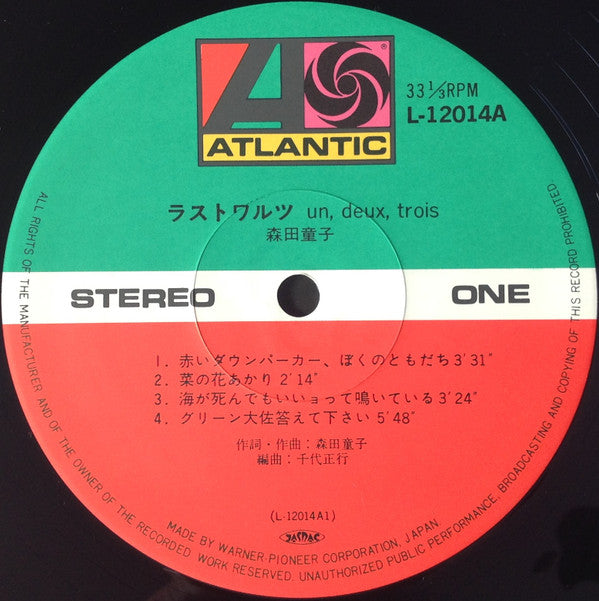 ATLANTIC
33 1/3 RPM
L-12014A
ラストワルツ un, deux, trois
森田童子
STEREO
ONE
1. 赤いダウンパーカー、ぼくのともだち 3'31"
2. 菜の花あかり 2'14"
3. 海が死んでもいいョって鳴いている 3'24"
4. グリーン大佐答えて下さい 5'48"
作詞・作曲：森田童子
編曲：千代正行
(L-12014A1)
JASRAC
MADE BY WARNER-PIONEER CORPORATION, JAPAN.
ALL RIGHTS OF THE MANUFACTURER AND OF THE OWNER OF THE RECORDED WORK RESERVED. UNAUTHORIZED PUBLIC PERFORMANCE, BROADCASTING AND COPYING OF THIS RECORD PROHIBITED